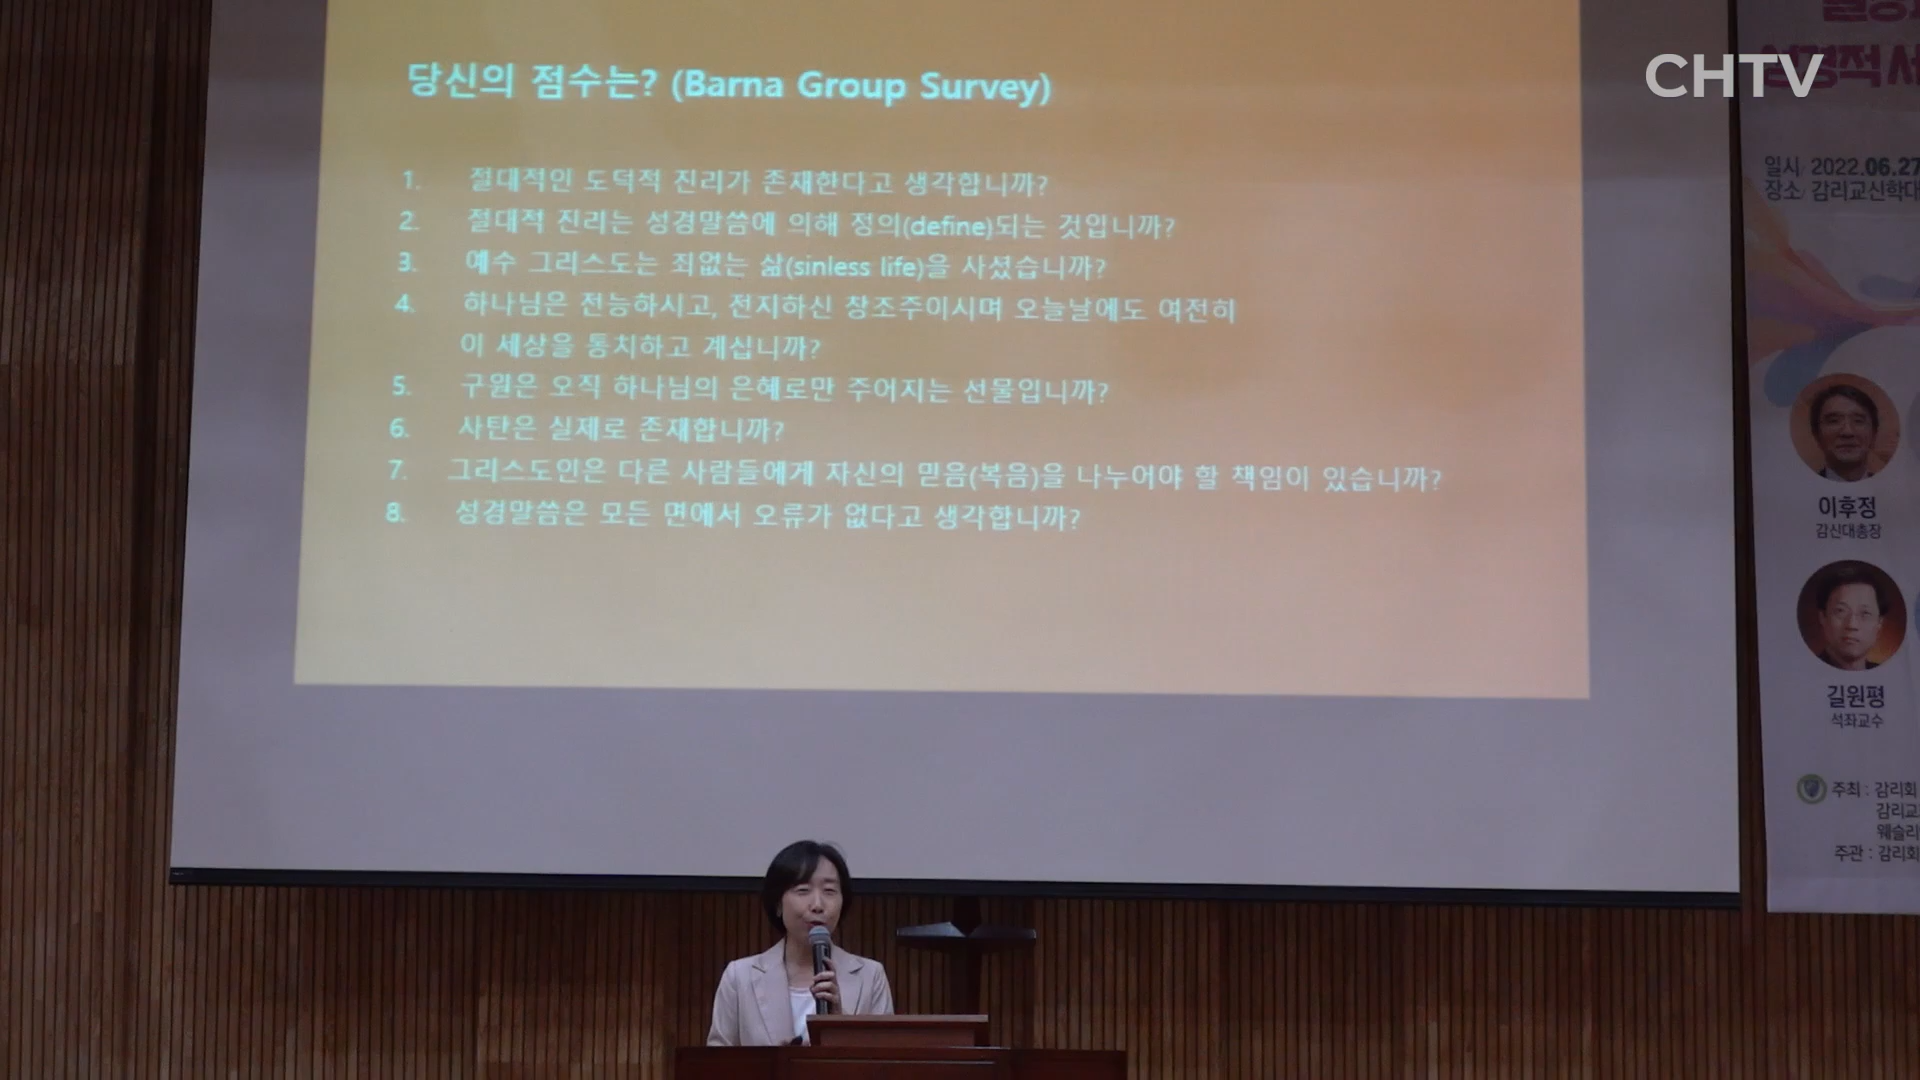 당신의 점수는? (Barna Group Survey)
1. 절대적인 도덕적 진리가 존재한다고 생각합니까?
2. 절대적 진리는 성경말씀에 의해 정의(define)되는 것입니까?
3. 예수 그리스도는 죄없는 삶(sinless life)을 사셨습니까?
4. 하나님은 전능하시고, 전지하신 창조주이시며 오늘날에도 여전히
이 세상을 통치하고 계십니까?
5. 구원은 오직 하나님의 은혜로만 주어지는 선물입니까?
6. 사탄은 실제로 존재합니까?
7. 그리스도인은 다른 사람들에게 자신의 믿음(복음)을 나누어야 할 책임이 있습니까?
8. 성경말씀은 모든 면에서 오류가 없다고 생각합니까?
CHTV
성경적 세
일시/ 2022.06.27
장소/ 감리교신학대
이후정
감신대총장
길원평
석좌교수
주최 : 감리회
감리교
웨슬리
주관 : 감리회